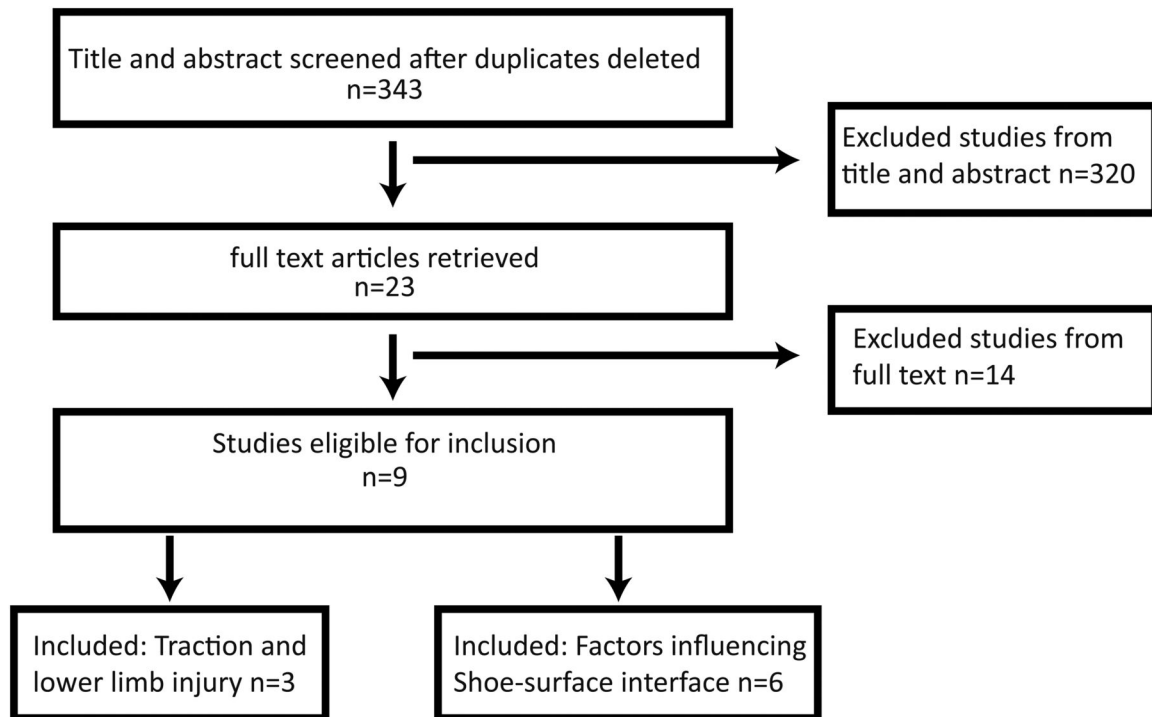 Title and abstract screened after duplicates deleted
n=343
Excluded studies from
title and abstract n=320
full text articles retrieved
n=23
Excluded studies from
full text n=14
Studies eligible for inclusion
n=9
Included: Traction and
lower limb injury n=3
Included: Factors influencing
Shoe-surface interface n=6